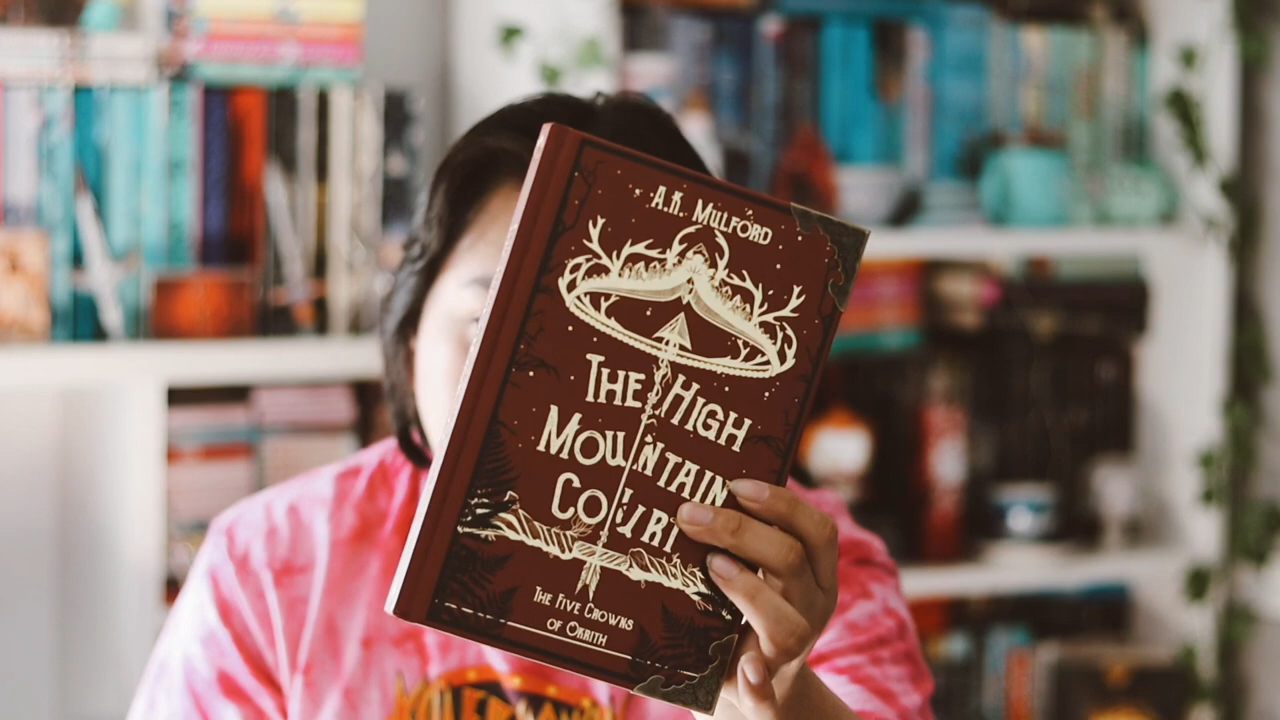 A.K. MULFORD
THE HIGH
MOUNTAIN
COURT
THE FIVE CROWNS
OF OKRITH